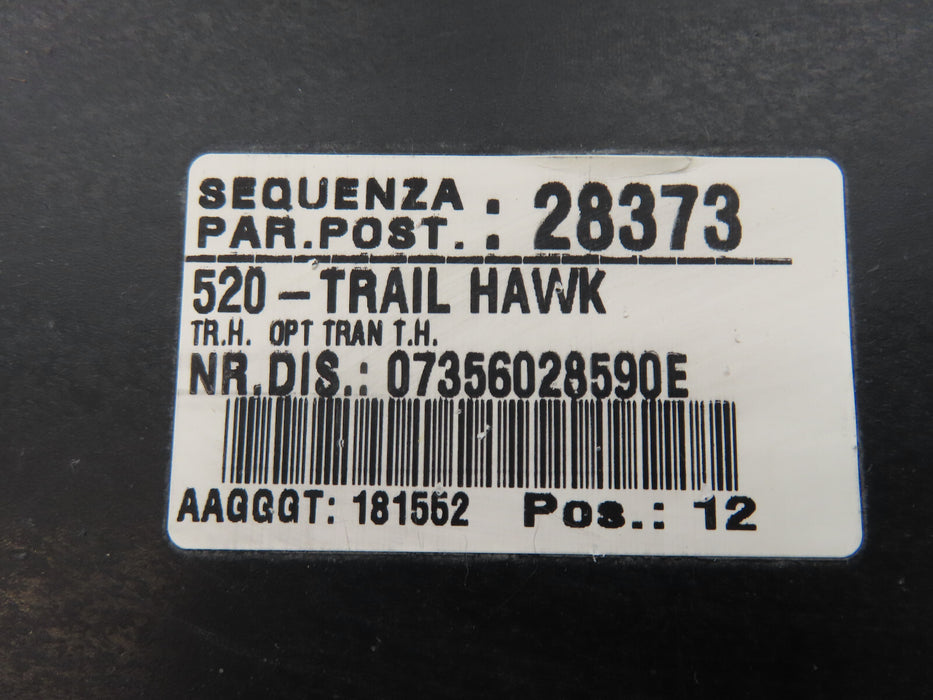 SEQUENZA
PAR.POST. : 28373
520 - TRAIL HAWK
TR.H. OPT TRAN T.H.
NR.DIS.: 07356028590E
AAGGGT: 181552 Pos.: 12